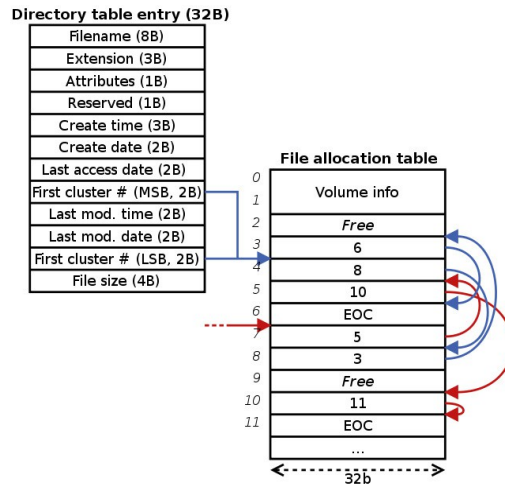 Directory table entry (32B)
Filename (8B)
Extension (3B)
Attributes (1B)
Reserved (1B)
Create time (3B)
Create date (2B)
Last access date (2B)
First cluster # (MSB, 2B)
Last mod. time (2B)
Last mod. date (2B)
First cluster # (LSB, 2B)
File size (4B)
File allocation table
0
1
Volume info
2
Free
3
6
4
8
5
10
6
EOC
7
5
8
3
9
Free
10
11
11
EOC
...
32b